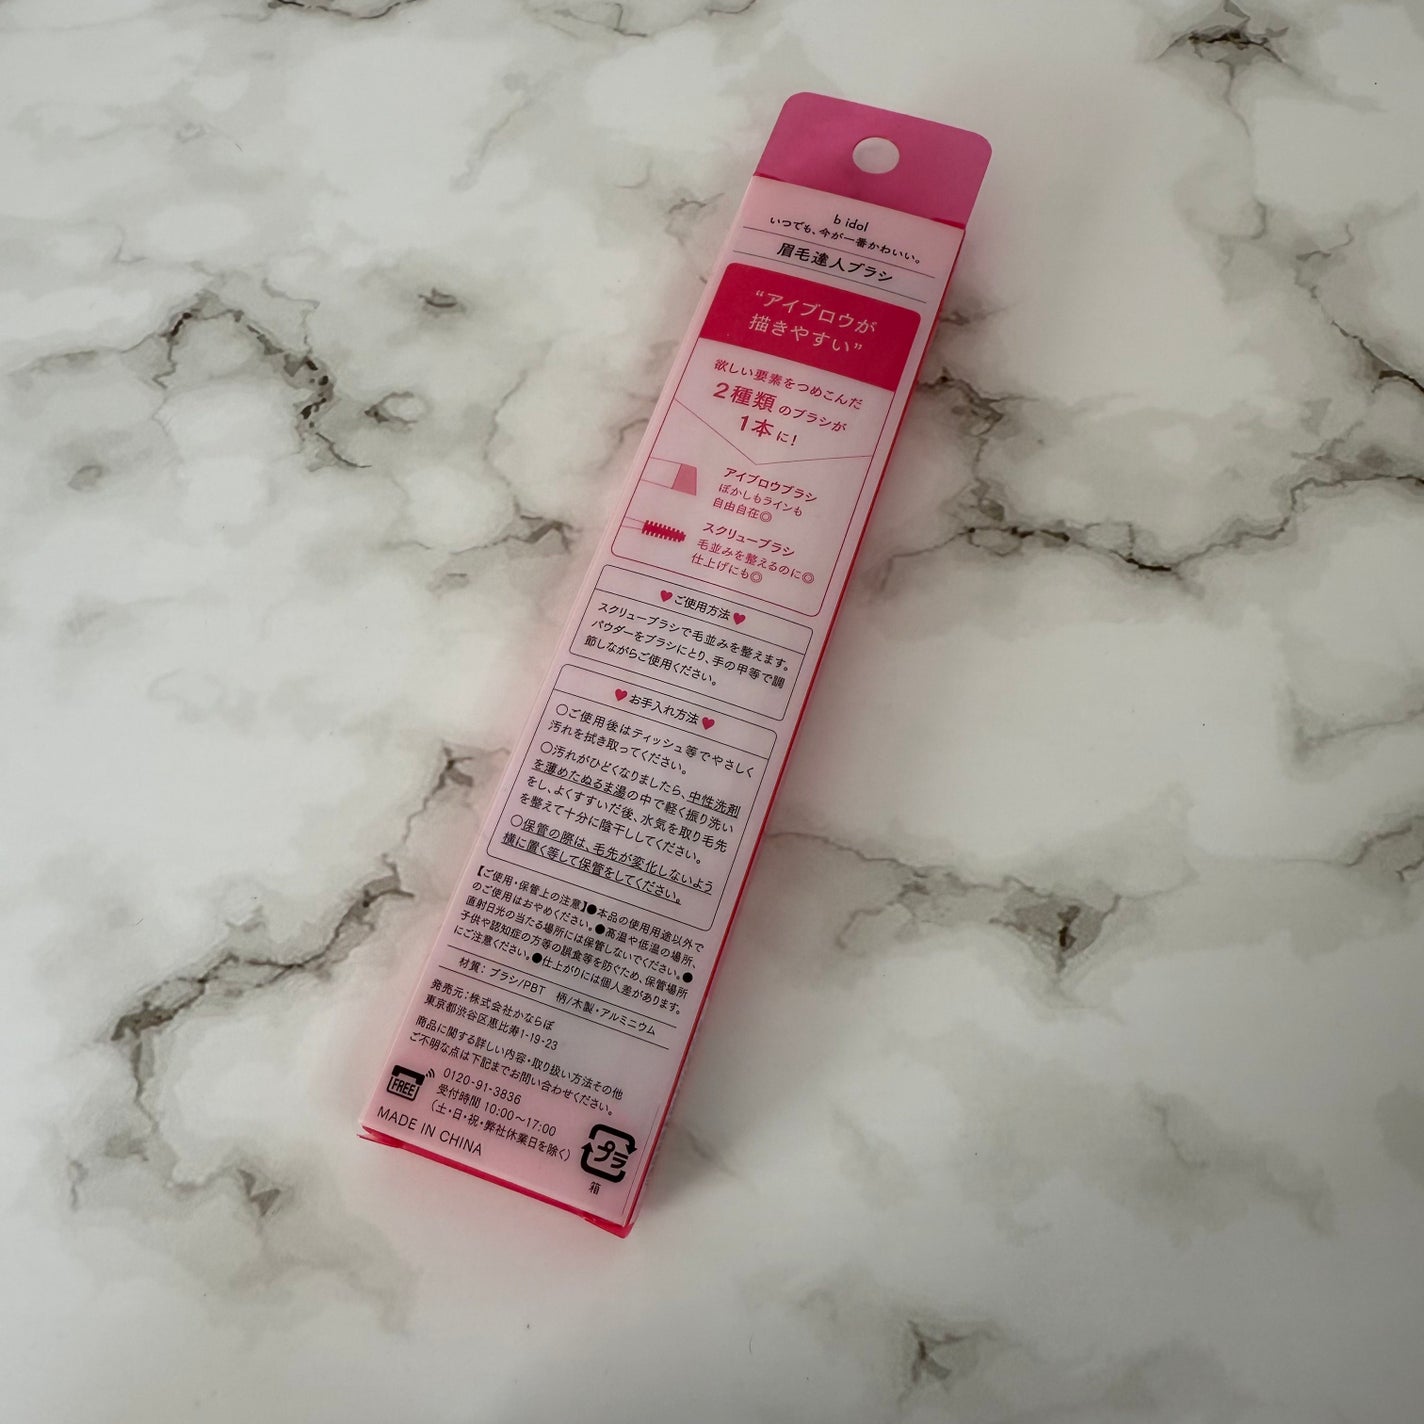 b idol
いつでも、今が一番かわいい。
眉毛達人ブラシ
“アイブロウが
描きやすい”
欲しい要素をつめこんだ
2種類のブラシが
1本に!
アイブロウブラシ
ぼかしもラインも
自由自在◎
スクリューブラシ
毛並みを整えるのに◎
仕上げにも◎
♥ご使用方法♥
スクリューブラシで毛並みを整えます。
パウダーをブラシにとり、手の甲等で調
節しながらご使用ください。
♥お手入れ方法♥
○ご使用後はティッシュ等でやさしく
汚れを拭き取ってください。
○汚れがひどくなりましたら、中性洗剤
を薄めたぬるま湯の中で軽く振り洗い
をし、よくすすいだ後、水気を取り毛先
を整えて十分に陰干ししてください。
○保管の際は、毛先が変化しないよう
横に置く等して保管をしてください。
【ご使用・保管上の注意】●本品の使用用途以外で
のご使用はおやめください。●高温や低温の場所、
直射日光の当たる場所には保管しないでください。●
子供や認知症の方等の誤食等を防ぐため、保管場所
にご注意ください。●仕上がりには個人差があります。
材質：ブラシ/PBT 柄/木製・アルミニウム
発売元：株式会社かならぼ
東京都渋谷区恵比寿1-19-23
商品に関する詳しい内容・取り扱い方法その他
ご不明な点は下記までお問い合わせください。
FREE 0120-91-3836
受付時間 10:00〜17:00
(土・日・祝・弊社休業日を除く)
MADE IN CHINA
プラ
箱